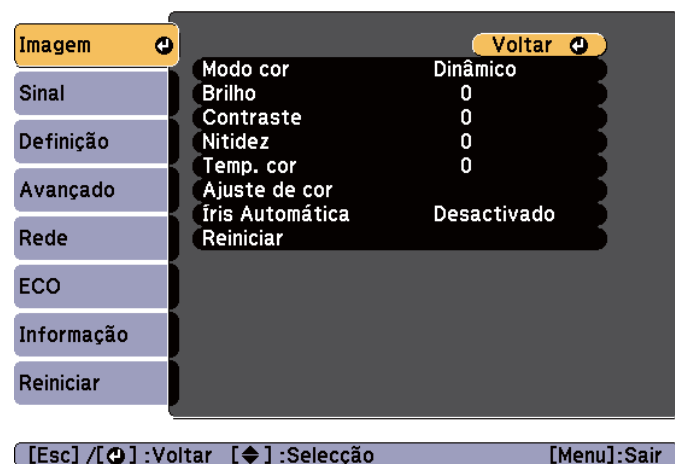 Imagem
Sinal
Definição
Avançado
Rede
ECO
Informação
Reiniciar
Voltar
Modo cor Dinâmico
Brilho 0
Contraste 0
Nitidez 0
Temp. cor 0
Ajuste de cor
Íris Automática Desactivado
Reiniciar
[Esc] /[⏎] :Voltar [◆] :Selecção [Menu]:Sair